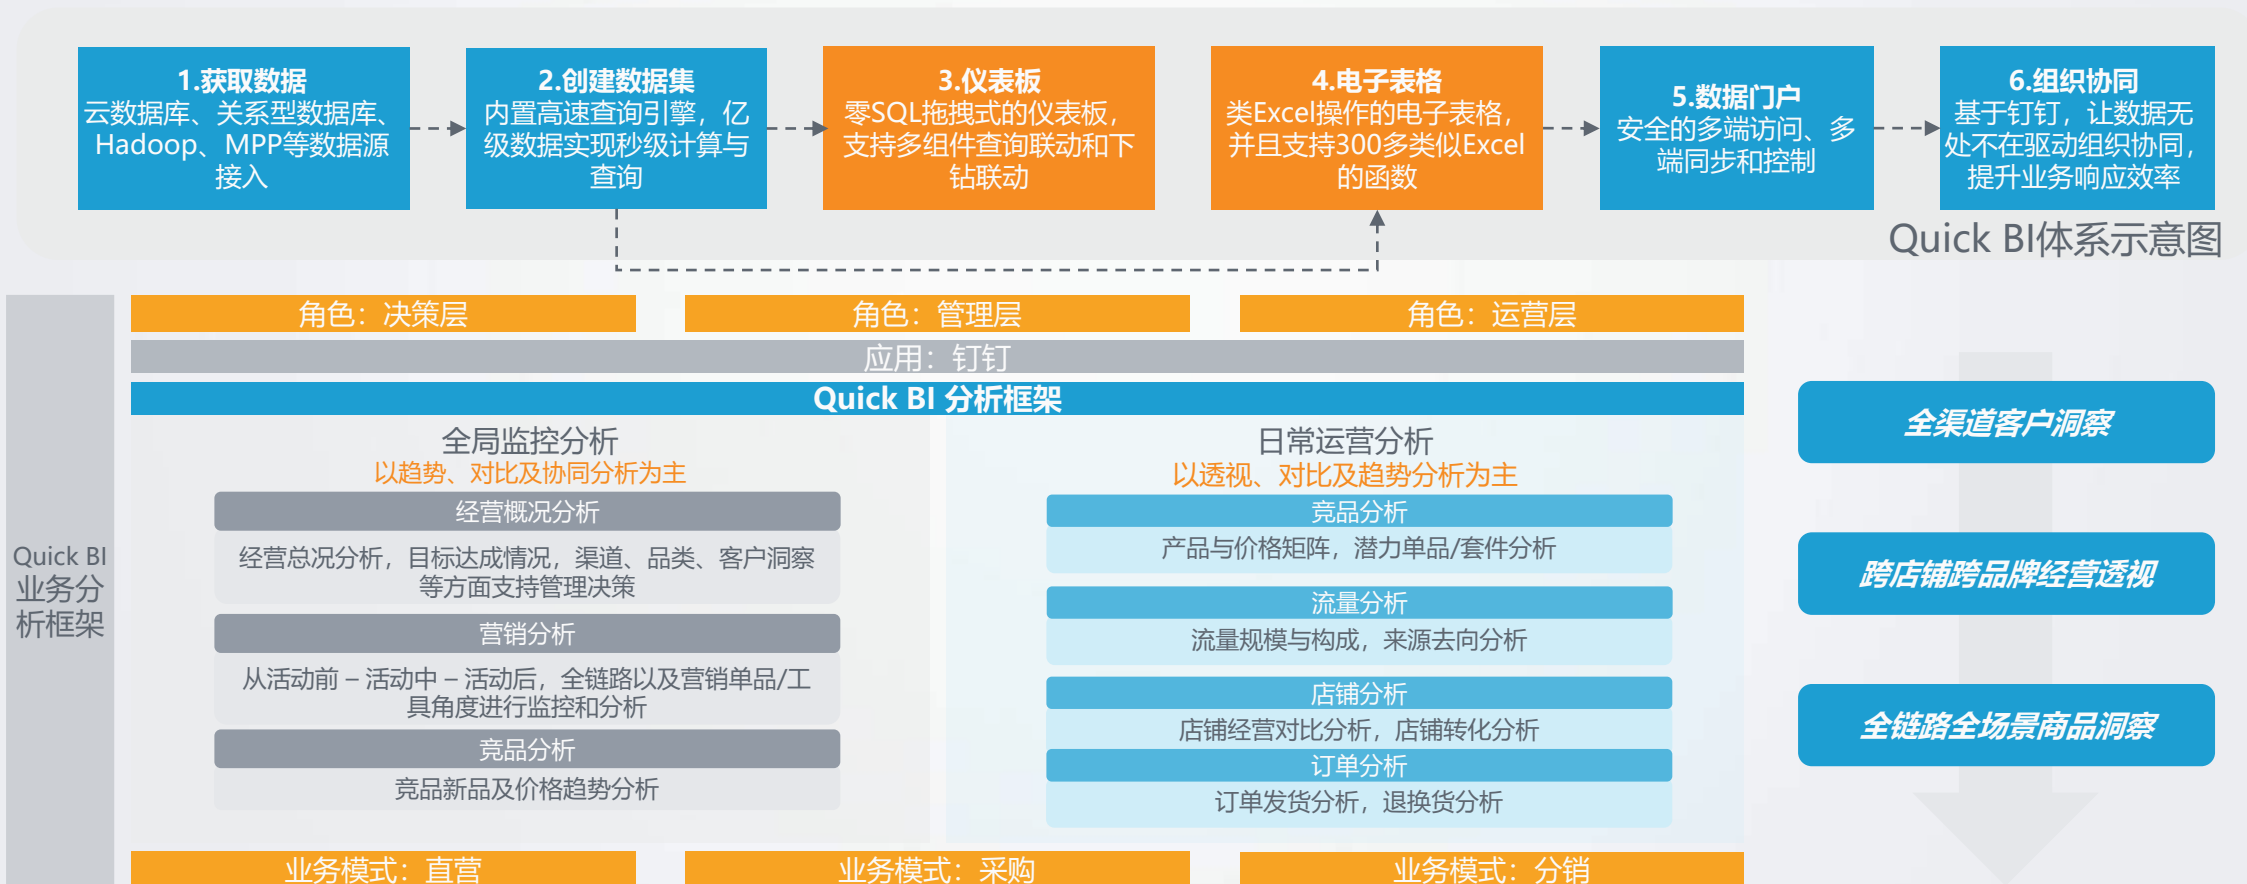 1.获取数据
云数据库、关系型数据库、
Hadoop、MPP等数据源
接入
2.创建数据集
内置高速查询引擎，亿
级数据实现秒级计算与
查询
3.仪表板
零SQL拖拽式的仪表板，
支持多组件查询联动和下
钻联动
4.电子表格
类Excel操作的电子表格，
并且支持300多类似Excel
的函数
5.数据门户
安全的多端访问、多
端同步和控制
6.组织协同
基于钉钉，让数据无
处不在驱动组织协同，
提升业务响应效率
Quick BI体系示意图
Quick BI
业务分
析框架
角色：决策层
角色：管理层
角色：运营层
应用：钉钉
Quick BI 分析框架
全局监控分析
以趋势、对比及协同分析为主
经营概况分析
经营总况分析，目标达成情况，渠道、品类、客户洞察
等方面支持管理决策
营销分析
从活动前 – 活动中 – 活动后，全链路以及营销单品/工
具角度进行监控和分析
竞品分析
竞品新品及价格趋势分析
日常运营分析
以透视、对比及趋势分析为主
竞品分析
产品与价格矩阵，潜力单品/套件分析
流量分析
流量规模与构成，来源去向分析
店铺分析
店铺经营对比分析，店铺转化分析
订单分析
订单发货分析，退换货分析
业务模式：直营
业务模式：采购
业务模式：分销
全渠道客户洞察
跨店铺跨品牌经营透视
全链路全场景商品洞察